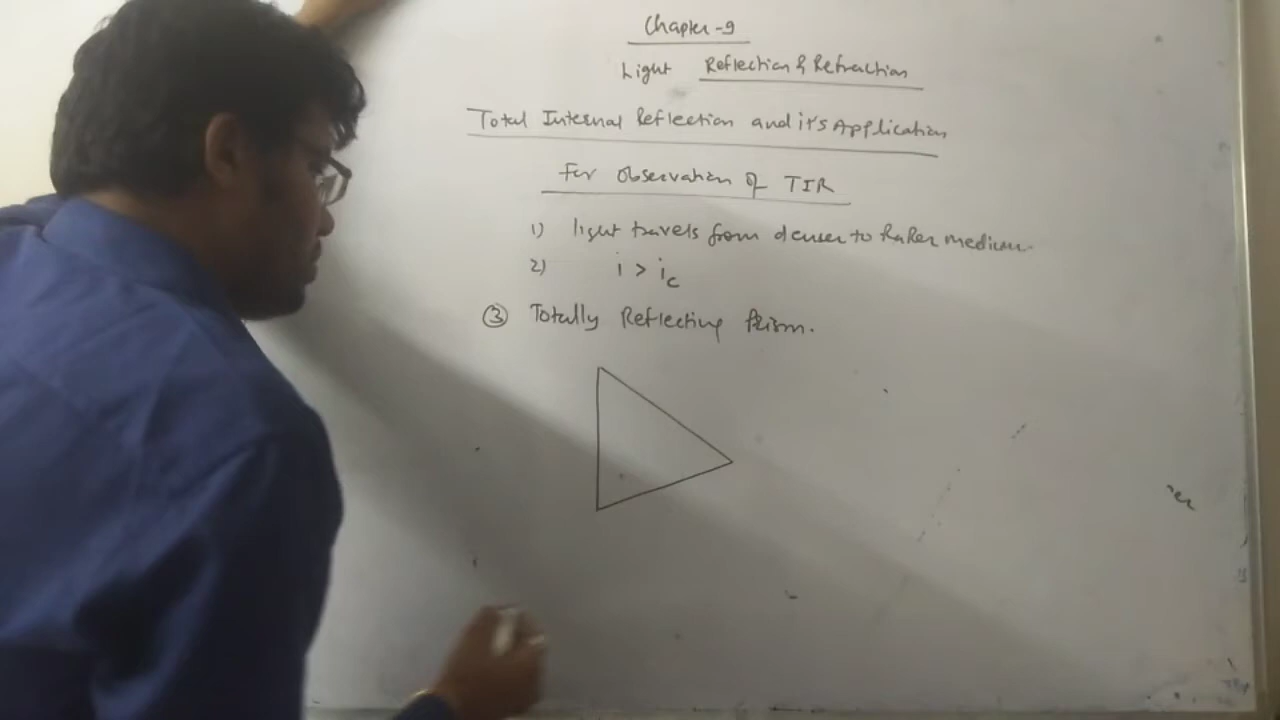 Chapter-9
Light Reflection & Refraction
Total Internal Reflection and it's Application
For Observation of TIR
1) light travels from denser to RaRer medium.
2) i > ic
③ Totally Reflecting Prism.